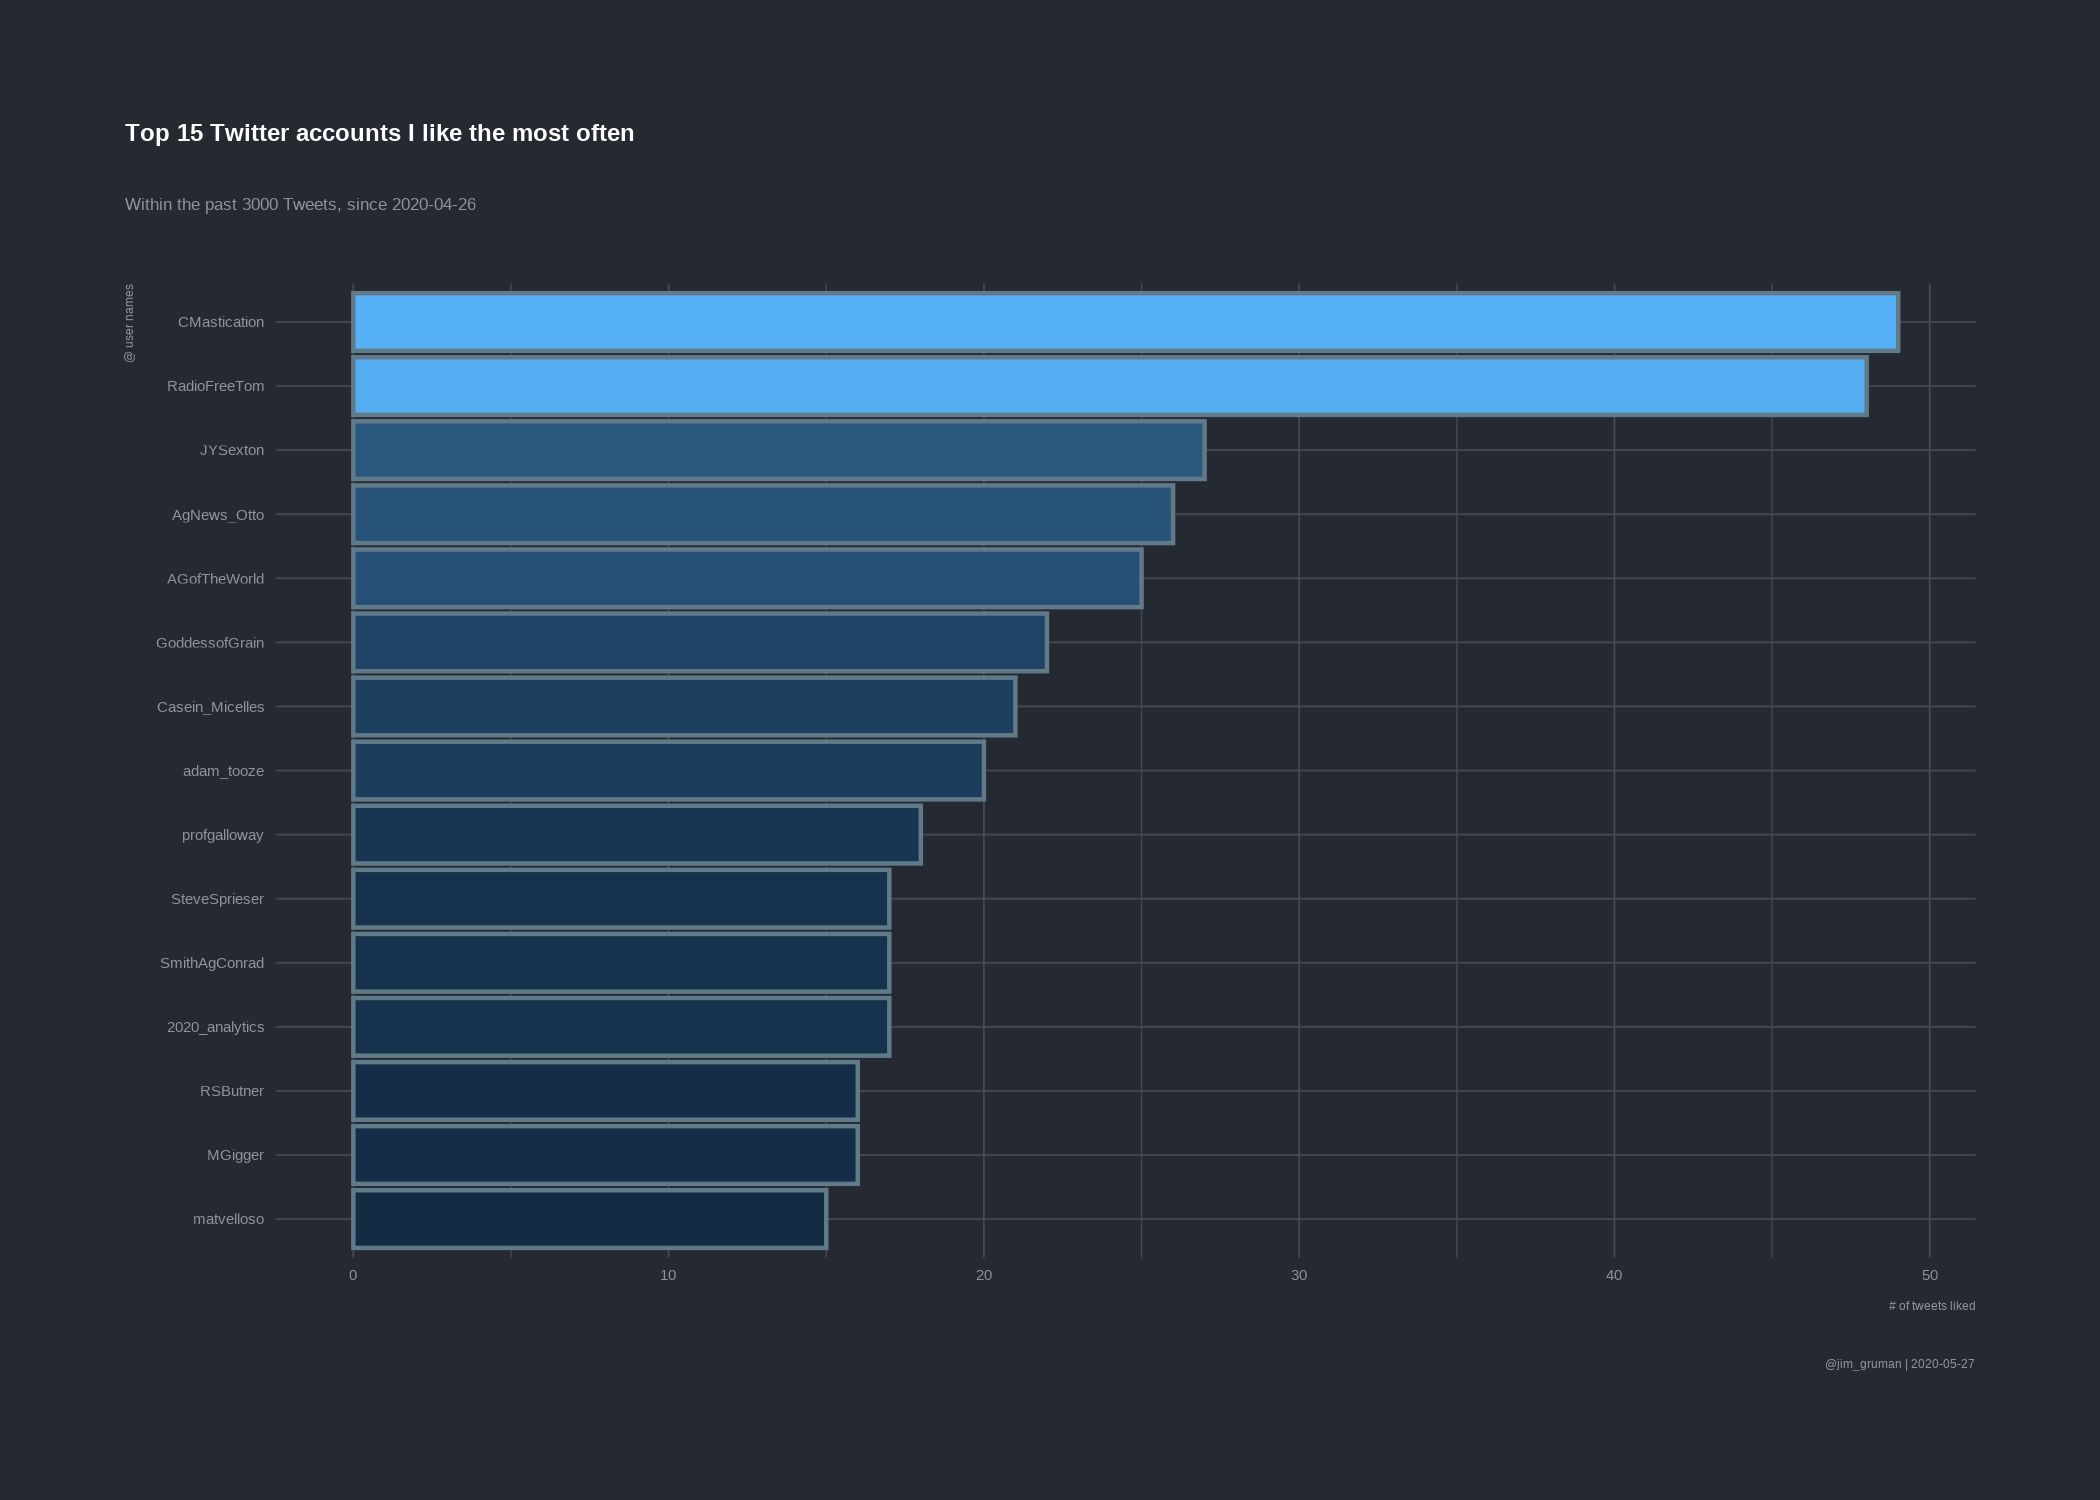 Top 15 Twitter accounts I like the most often
Within the past 3000 Tweets, since 2020-04-26
@ user names
CMastication
RadioFreeTom
JYSexton
AgNews_Otto
AGofTheWorld
GoddessofGrain
Casein_Micelles
adam_tooze
profgalloway
SteveSprieser
SmithAgConrad
2020_analytics
RSButner
MGigger
matvelloso
0 10 20 30 40 50
# of tweets liked
@jim_gruman | 2020-05-27